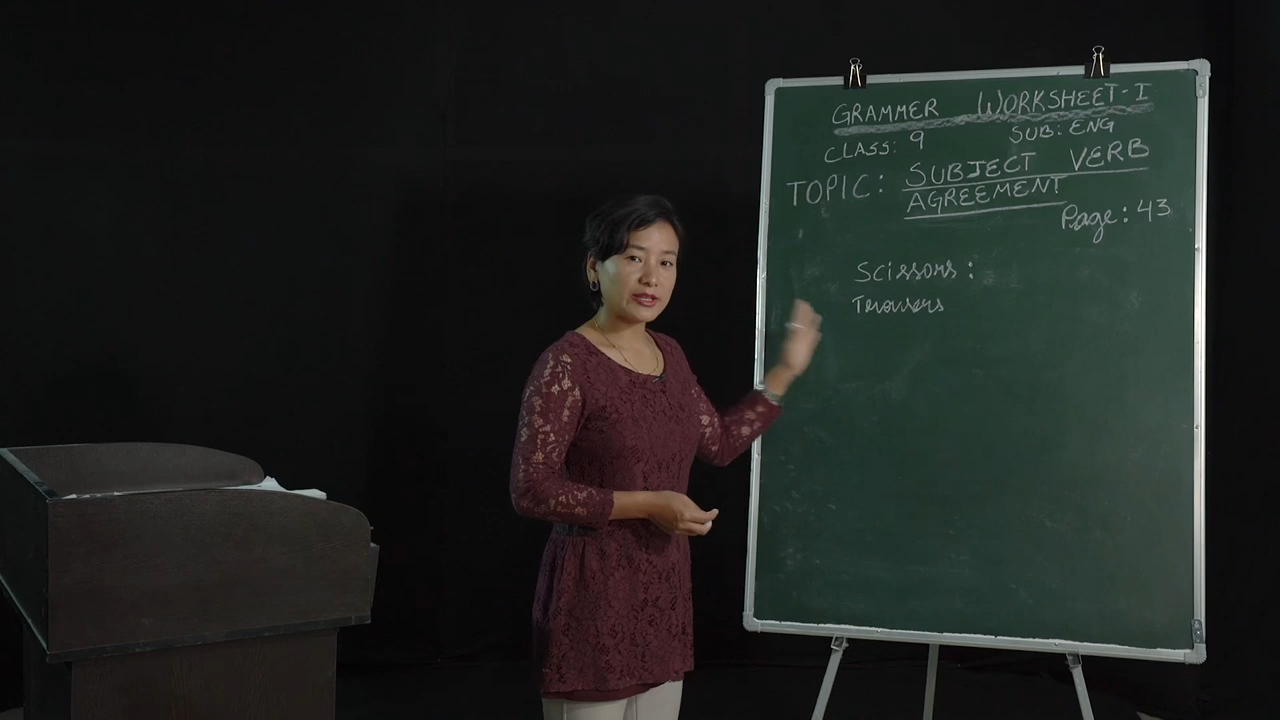 GRAMMER WORKSHEET-I
CLASS: 9 SUB: ENG
TOPIC: SUBJECT VERB
AGREEMENT
Page: 43
Scissors:
Trousers